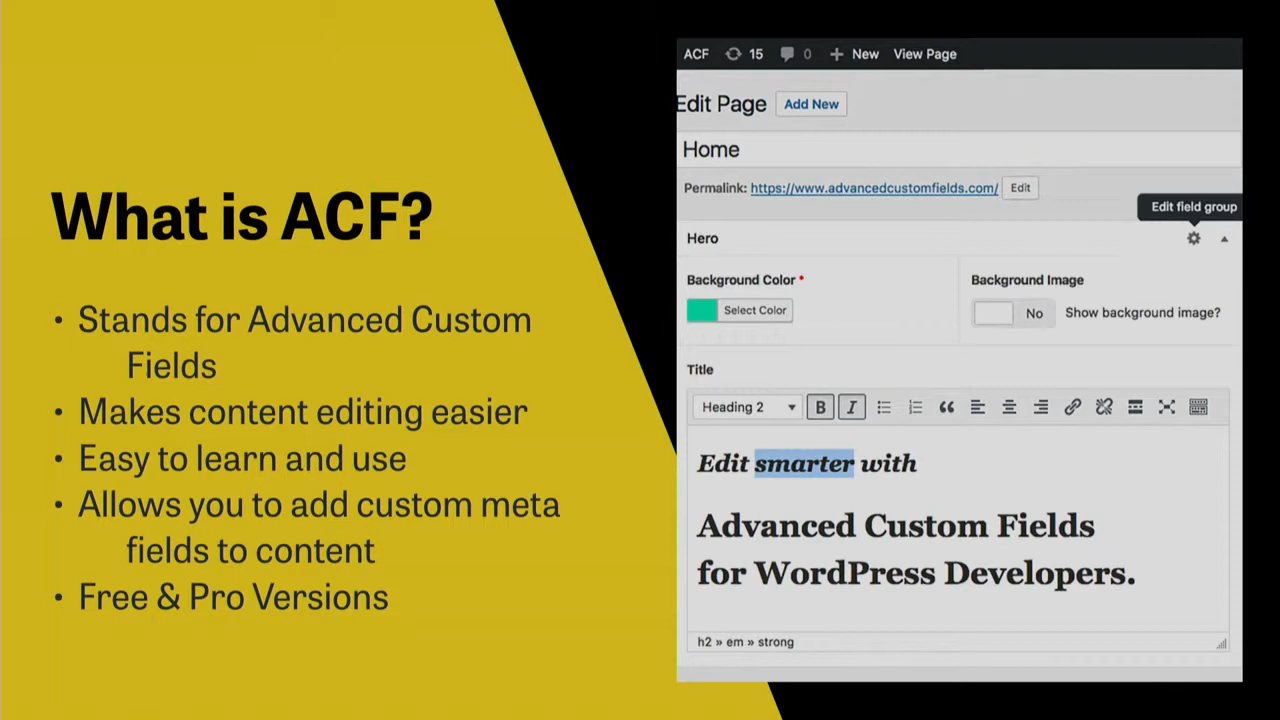 What is ACF?
• Stands for Advanced Custom
Fields
• Makes content editing easier
• Easy to learn and use
• Allows you to add custom meta
fields to content
• Free & Pro Versions
ACF 15 0 + New View Page
Edit Page Add New
Home
Permalink: https://www.advancedcustomfields.com/ Edit
Edit field group
Hero
Background Color * Background Image
Select Color No Show background image?
Title
Heading 2 B I
Edit smarter with
Advanced Custom Fields
for WordPress Developers.
h2 » em » strong